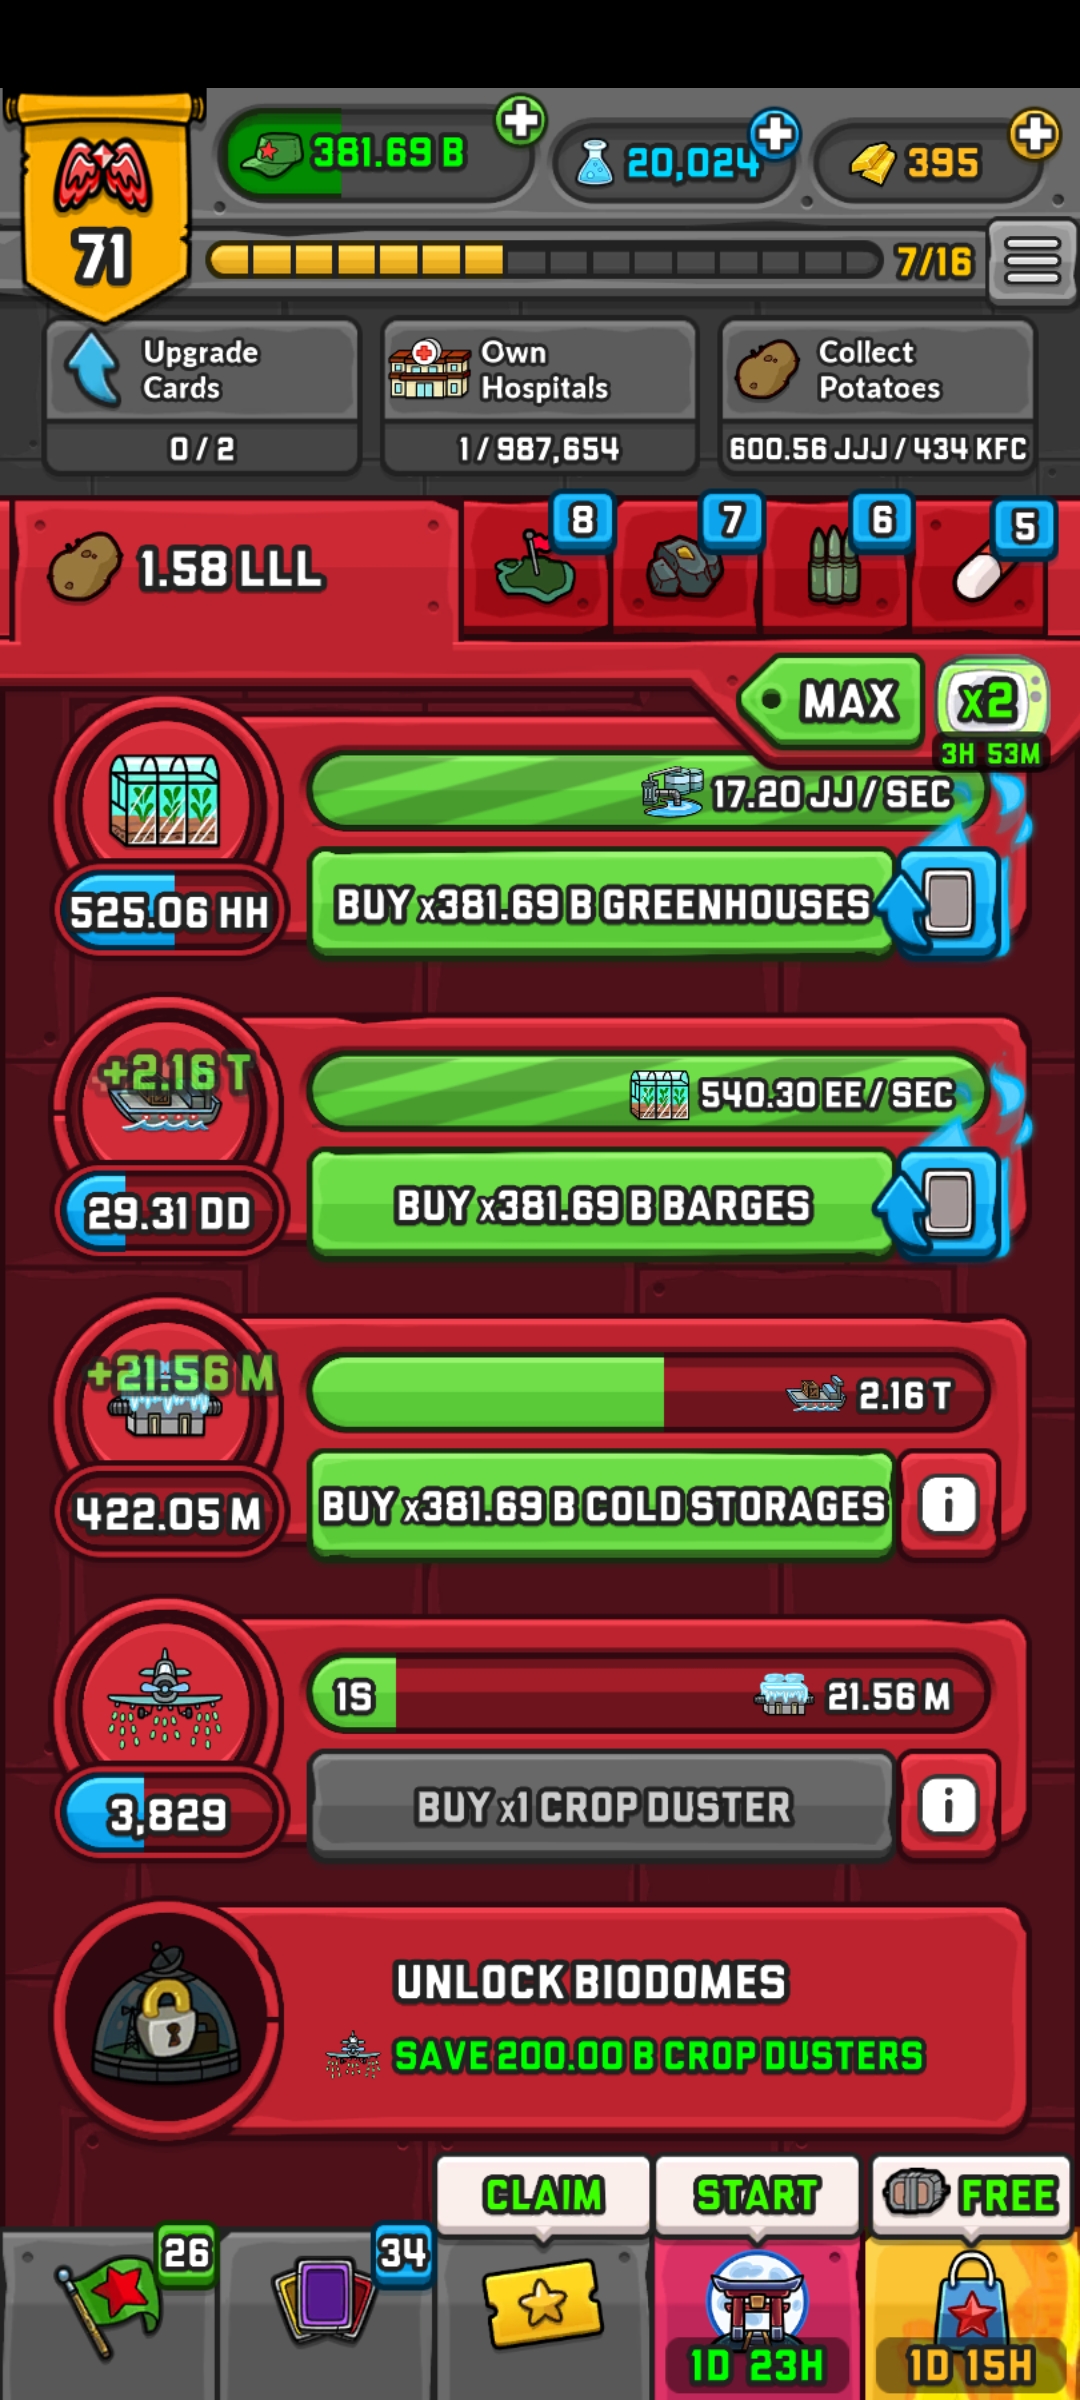 381.69 B
20,024
395
71
7/16
Upgrade
Cards
0 / 2
Own
Hospitals
1 / 987,654
Collect
Potatoes
600.56 JJJ / 434 KFC
1.58 LLL
8
7
6
5
MAX
x2
3H 53M
17.20 JJ / SEC
525.06 HH
BUY x381.69 B GREENHOUSES
+2.16 T
540.30 EE / SEC
29.31 DD
BUY x381.69 B BARGES
+21.56 M
2.16 T
422.05 M
BUY x381.69 B COLD STORAGES
i
1S
21.56 M
3,829
BUY x1 CROP DUSTER
i
UNLOCK BIODOMES
SAVE 200.00 B CROP DUSTERS
CLAIM
START
FREE
26
34
1D 23H
1D 15H